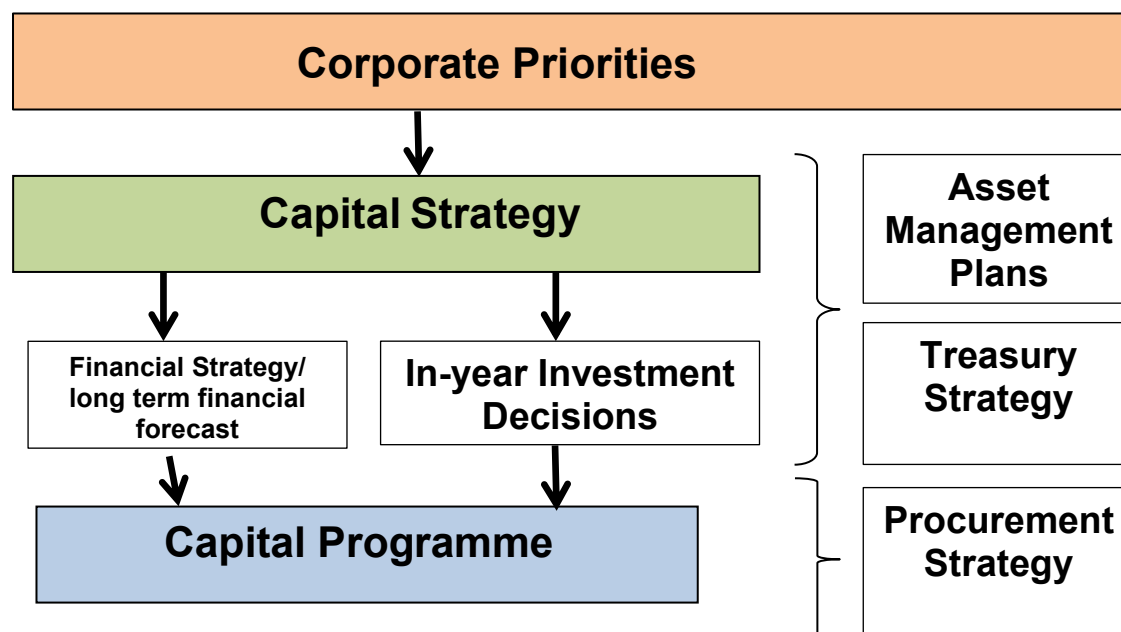 Corporate Priorities
Capital Strategy
Financial Strategy/
long term financial
forecast
In-year Investment
Decisions
Capital Programme
Asset
Management
Plans
Treasury
Strategy
Procurement
Strategy